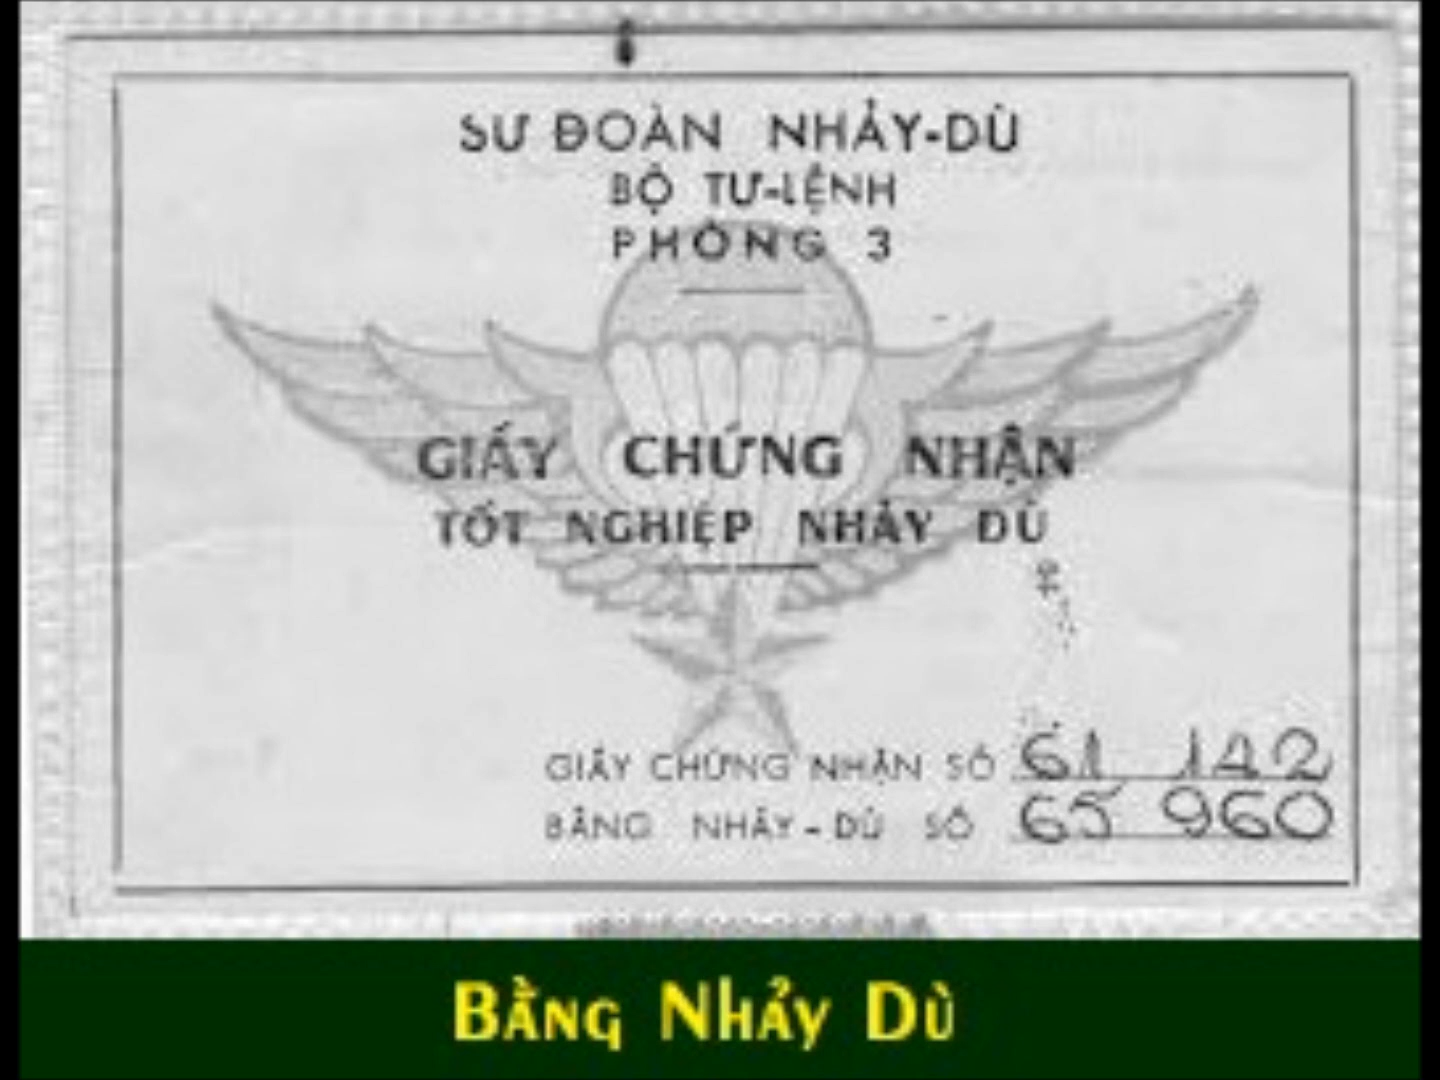 SƯ ĐOÀN NHẢY-DÙ
BỘ TƯ-LỆNH
PHÒNG 3
GIẤY CHỨNG NHẬN
TỐT NGHIỆP NHẢY DÙ
GIẤY CHỨNG NHẬN SỐ 61 142
BẰNG NHẢY-DÙ SỐ 65 960
Bằng Nhảy Dù